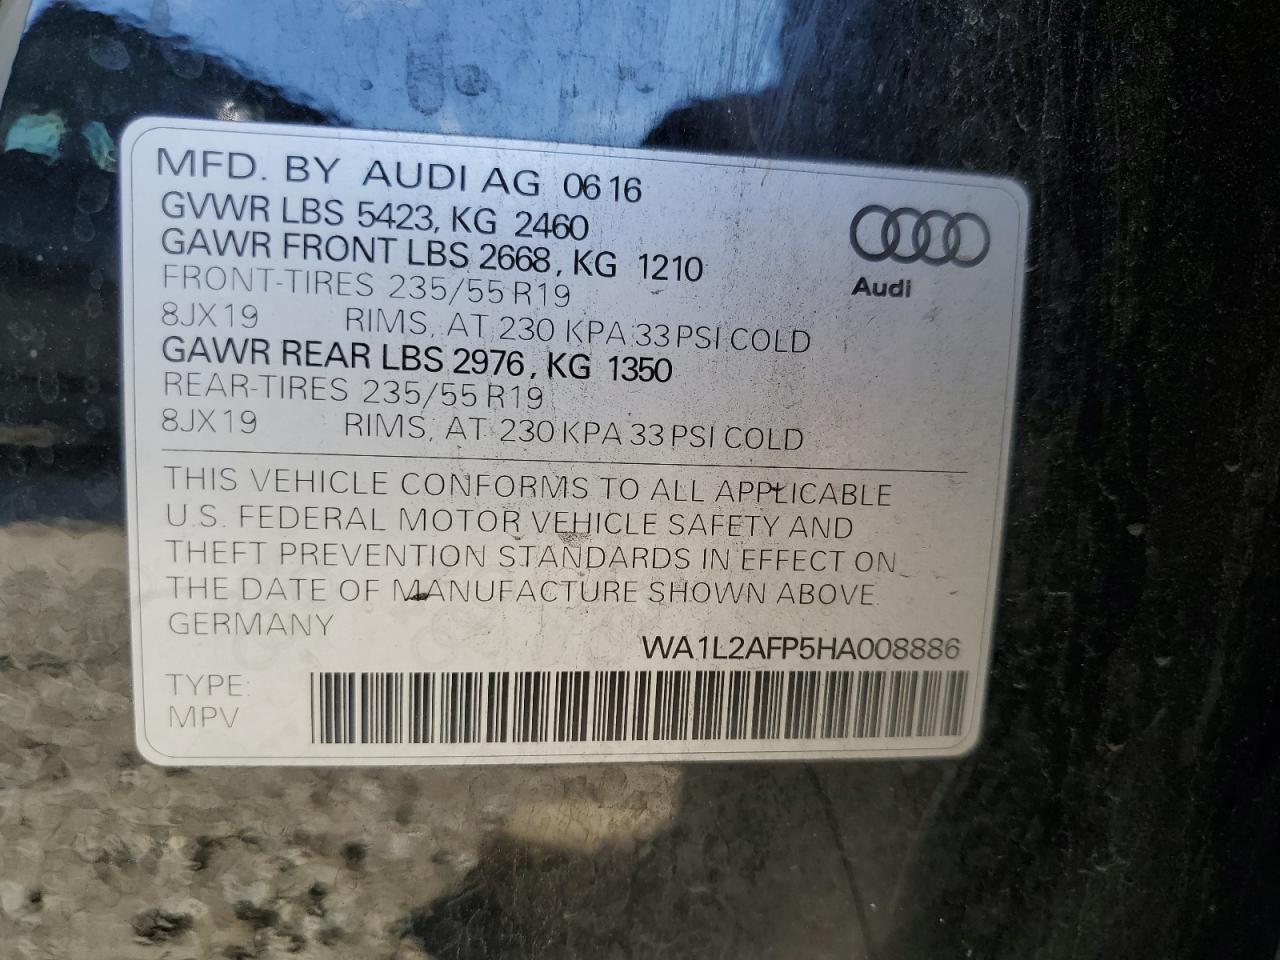 MFD. BY AUDI AG 06 16
GVWR LBS 5423, KG 2460
GAWR FRONT LBS 2668, KG 1210
FRONT-TIRES 235/55 R19
8JX19 RIMS, AT 230 KPA 33 PSI COLD
GAWR REAR LBS 2976, KG 1350
REAR-TIRES 235/55 R19
8JX19 RIMS, AT 230 KPA 33 PSI COLD
Audi
THIS VEHICLE CONFORMS TO ALL APPLICABLE
U.S. FEDERAL MOTOR VEHICLE SAFETY AND
THEFT PREVENTION STANDARDS IN EFFECT ON
THE DATE OF MANUFACTURE SHOWN ABOVE.
GERMANY
WA1L2AFP5HA008886
TYPE:
MPV